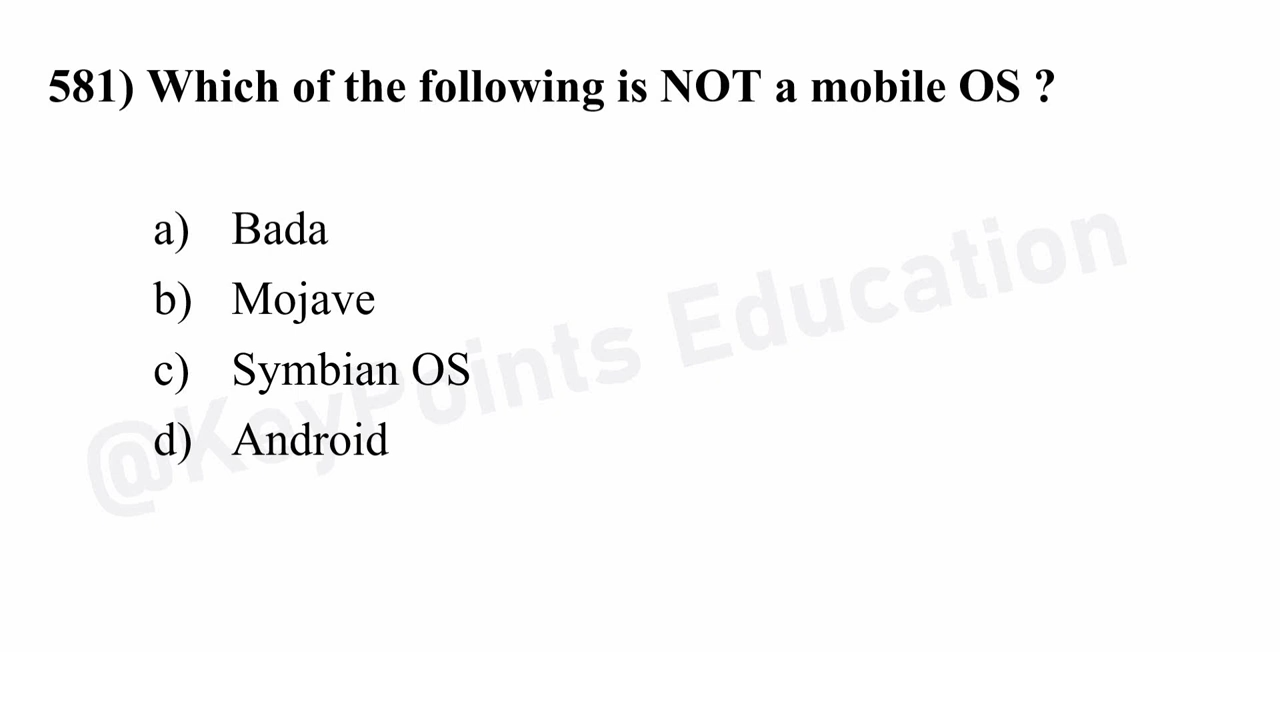 581) Which of the following is NOT a mobile OS ?
a) Bada
b) Mojave
c) Symbian OS
d) Android
@KeyPoints Education